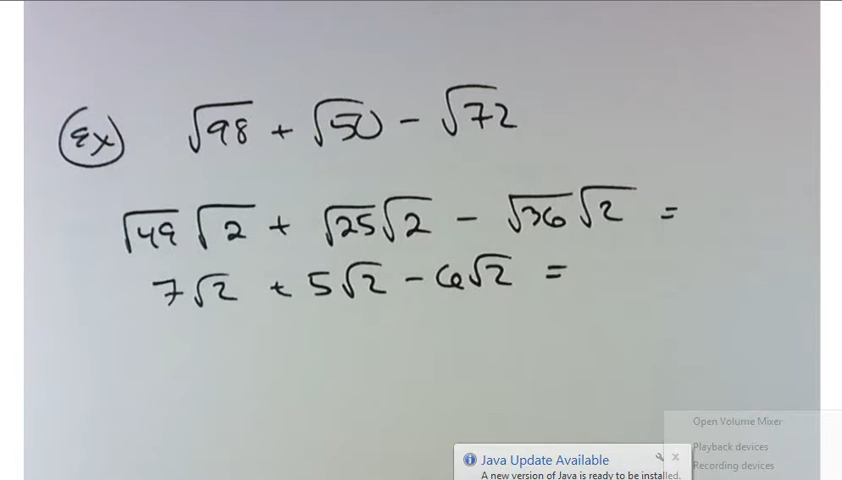 Ex √98 + √50 − √72
√49 √2 + √25 √2 − √36 √2 =
7√2 + 5√2 − 6√2 =
Open Volume Mixer
Playback devices
Recording devices
Java Update Available
A new version of Java is ready to be installed.